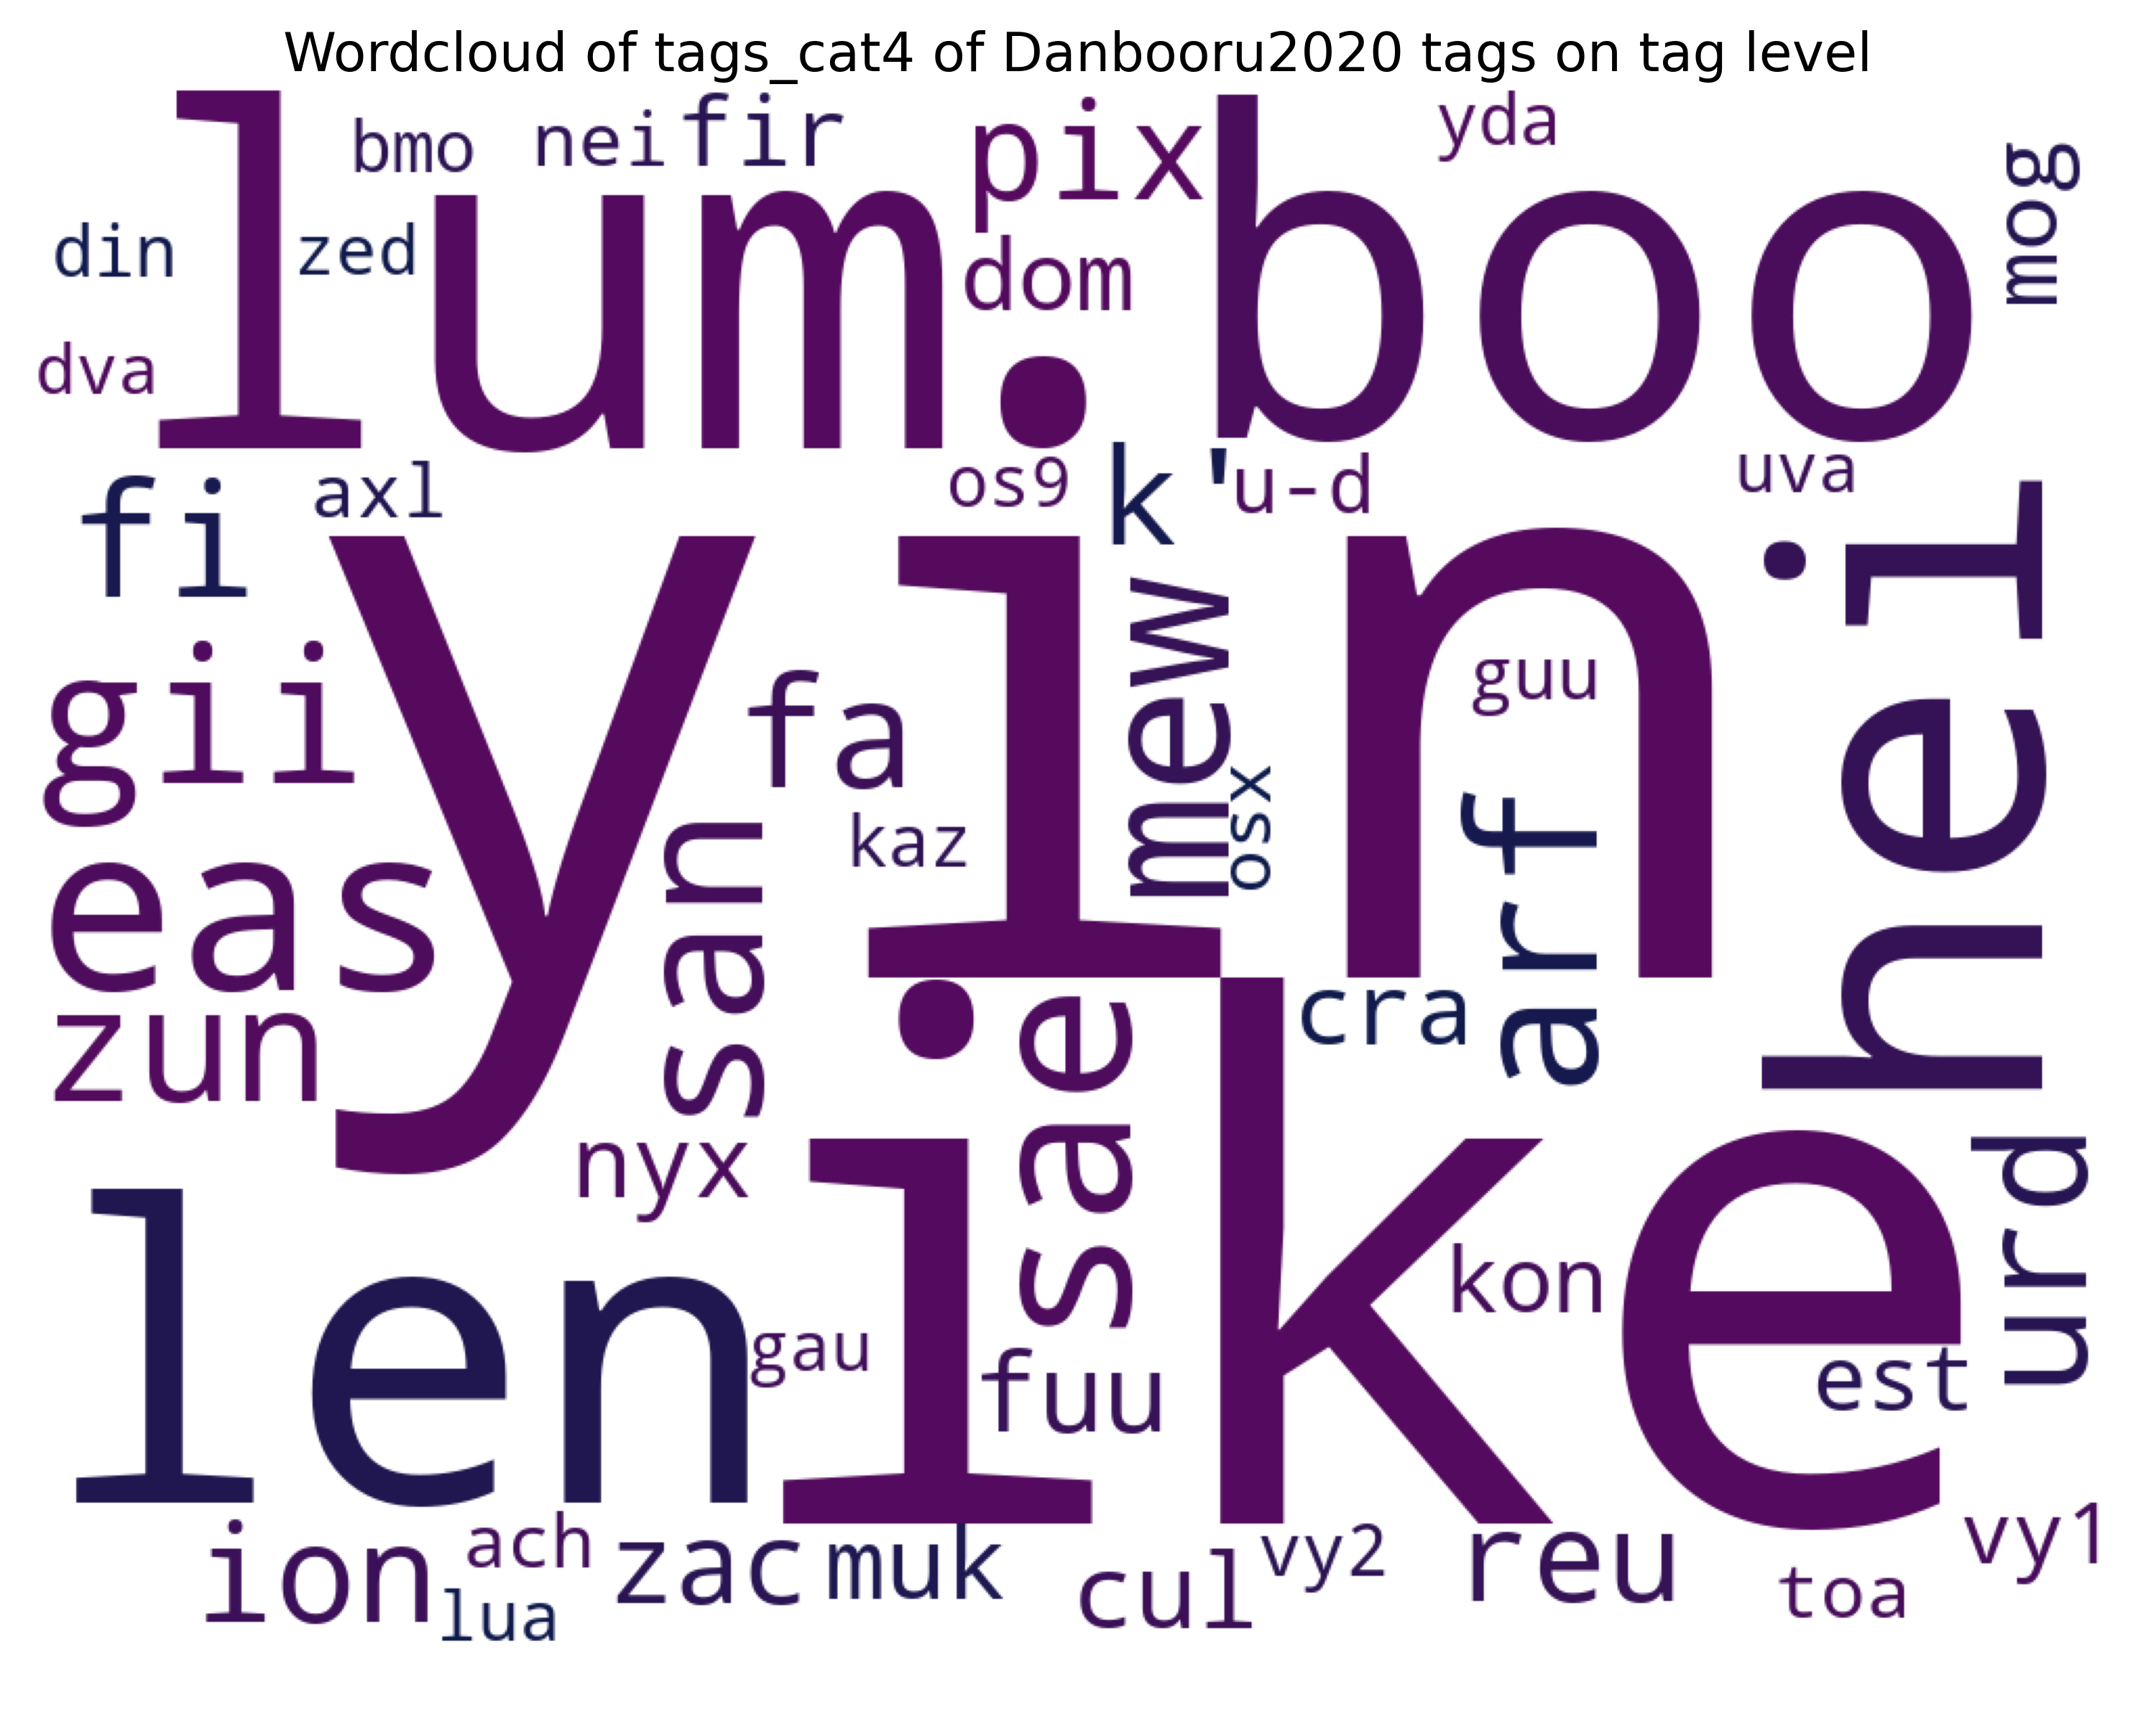 Wordcloud of tags_cat4 of Danbooru2020 tags on tag level
bmo
nei
fir
pix
yda
mog
din
zed
lum
dom
boo
dva
fi
axl
os9
k'
u-d
uva
gii
yin
fa
mew
guu
hei
eas
san
kaz
osx
arf
zun
cra
nyx
sae
ike
urd
len
gau
fuu
kon
est
ion
ach
zac
muk
cul
vy2
reu
vy1
lua
toa